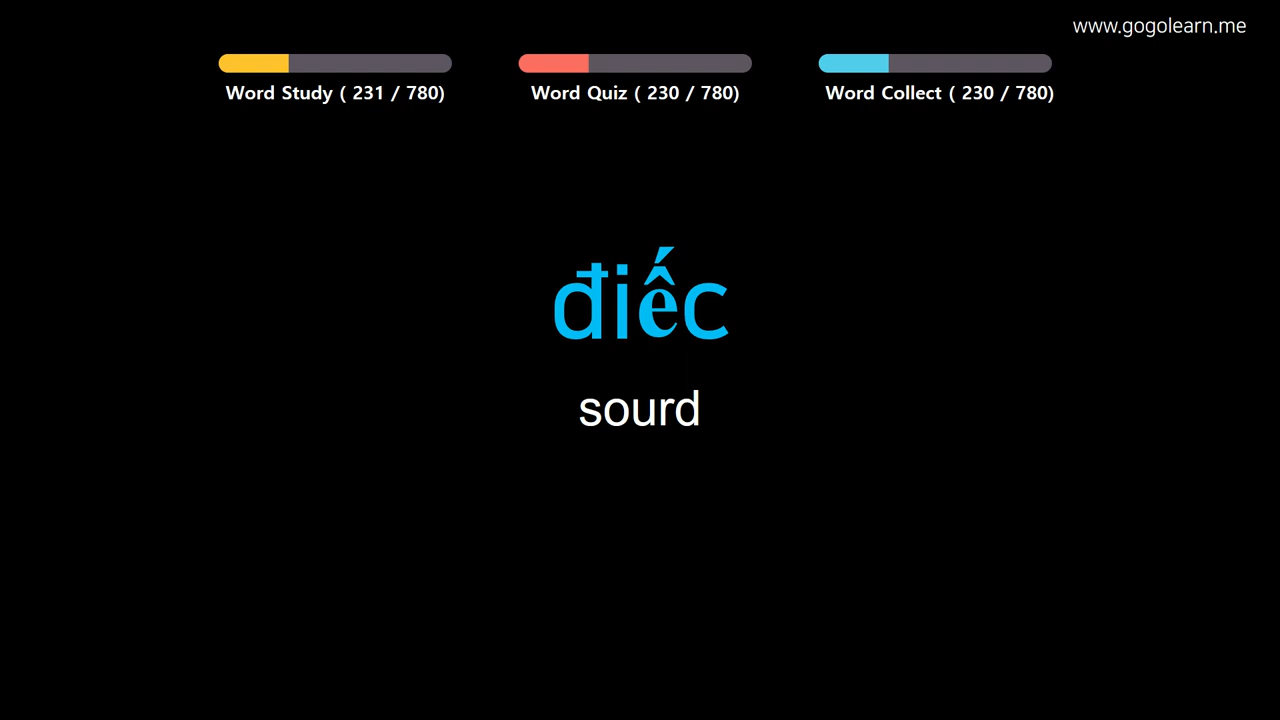 www.gogolearn.me
Word Study ( 231 / 780)
Word Quiz ( 230 / 780)
Word Collect ( 230 / 780)
điếc
sourd